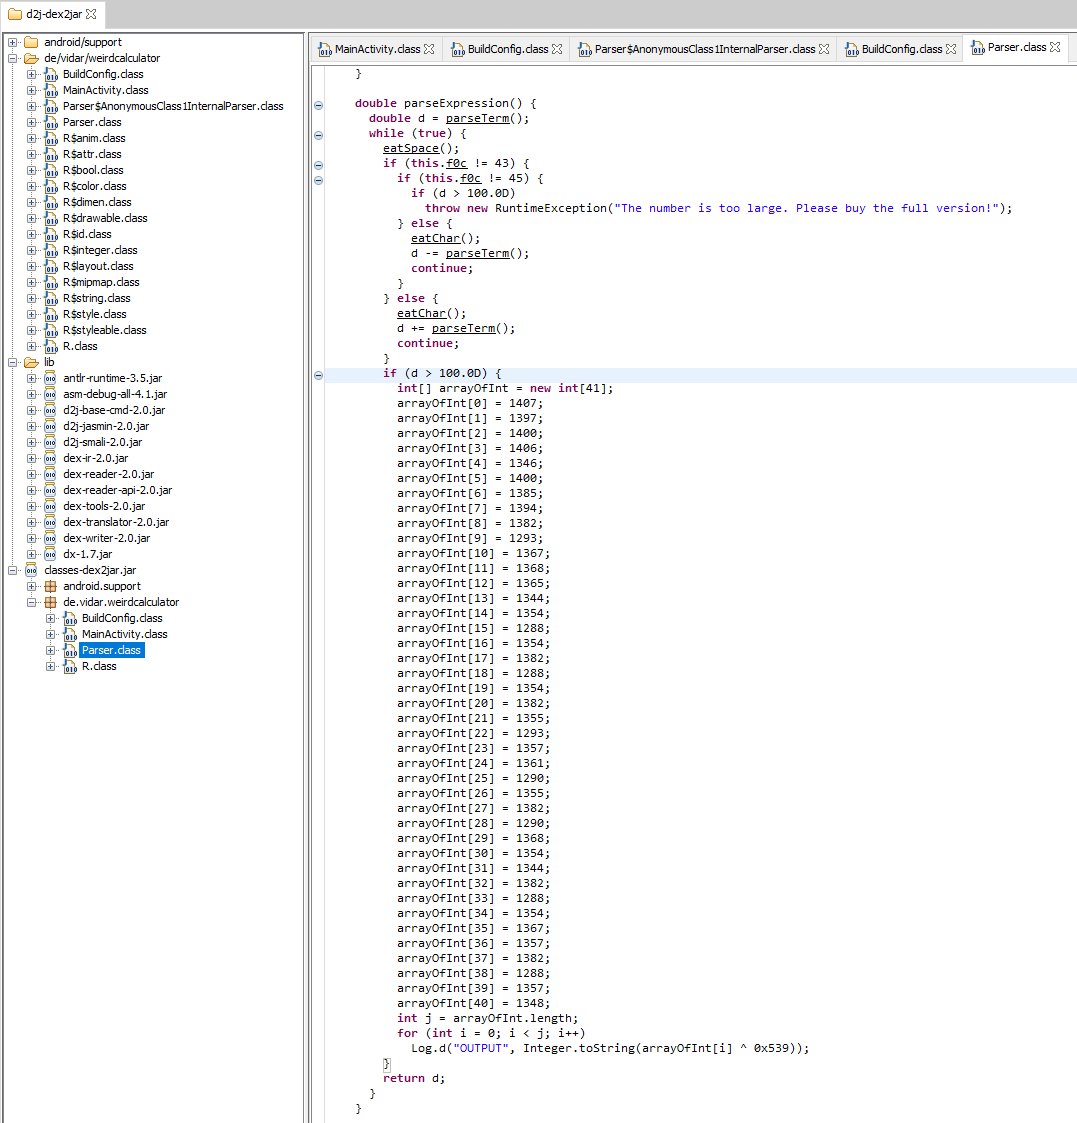 d2j-dex2jar
android/support
de/vidar/weirdcalculator
BuildConfig.class
MainActivity.class
Parser$AnonymousClass1InternalParser.class
Parser.class
R$anim.class
R$attr.class
R$bool.class
R$color.class
R$dimen.class
R$drawable.class
R$id.class
R$integer.class
R$layout.class
R$mipmap.class
R$string.class
R$style.class
R$styleable.class
R.class
lib
antlr-runtime-3.5.jar
asm-debug-all-4.1.jar
d2j-base-cmd-2.0.jar
d2j-jasmin-2.0.jar
d2j-smali-2.0.jar
dex-ir-2.0.jar
dex-reader-2.0.jar
dex-reader-api-2.0.jar
dex-tools-2.0.jar
dex-translator-2.0.jar
dex-writer-2.0.jar
dx-1.7.jar
classes-dex2jar.jar
android.support
de.vidar.weirdcalculator
BuildConfig.class
MainActivity.class
Parser.class
R.class
MainActivity.class BuildConfig.class Parser$AnonymousClass1InternalParser.class BuildConfig.class Parser.class
}
double parseExpression() {
double d = parseTerm();
while (true) {
eatSpace();
if (this.f0c != 43) {
if (this.f0c != 45) {
if (d > 100.0D)
throw new RuntimeException("The number is too large. Please buy the full version!");
} else {
eatChar();
d -= parseTerm();
continue;
}
} else {
eatChar();
d += parseTerm();
continue;
}
if (d > 100.0D) {
int[] arrayOfInt = new int[41];
arrayOfInt[0] = 1407;
arrayOfInt[1] = 1397;
arrayOfInt[2] = 1400;
arrayOfInt[3] = 1406;
arrayOfInt[4] = 1346;
arrayOfInt[5] = 1400;
arrayOfInt[6] = 1385;
arrayOfInt[7] = 1394;
arrayOfInt[8] = 1382;
arrayOfInt[9] = 1293;
arrayOfInt[10] = 1367;
arrayOfInt[11] = 1368;
arrayOfInt[12] = 1365;
arrayOfInt[13] = 1344;
arrayOfInt[14] = 1354;
arrayOfInt[15] = 1288;
arrayOfInt[16] = 1354;
arrayOfInt[17] = 1382;
arrayOfInt[18] = 1288;
arrayOfInt[19] = 1354;
arrayOfInt[20] = 1382;
arrayOfInt[21] = 1355;
arrayOfInt[22] = 1293;
arrayOfInt[23] = 1357;
arrayOfInt[24] = 1361;
arrayOfInt[25] = 1290;
arrayOfInt[26] = 1355;
arrayOfInt[27] = 1382;
arrayOfInt[28] = 1290;
arrayOfInt[29] = 1368;
arrayOfInt[30] = 1354;
arrayOfInt[31] = 1344;
arrayOfInt[32] = 1382;
arrayOfInt[33] = 1288;
arrayOfInt[34] = 1354;
arrayOfInt[35] = 1367;
arrayOfInt[36] = 1357;
arrayOfInt[37] = 1382;
arrayOfInt[38] = 1288;
arrayOfInt[39] = 1357;
arrayOfInt[40] = 1348;
int j = arrayOfInt.length;
for (int i = 0; i < j; i++)
Log.d("OUTPUT", Integer.toString(arrayOfInt[i] ^ 0x539));
}
return d;
}
}